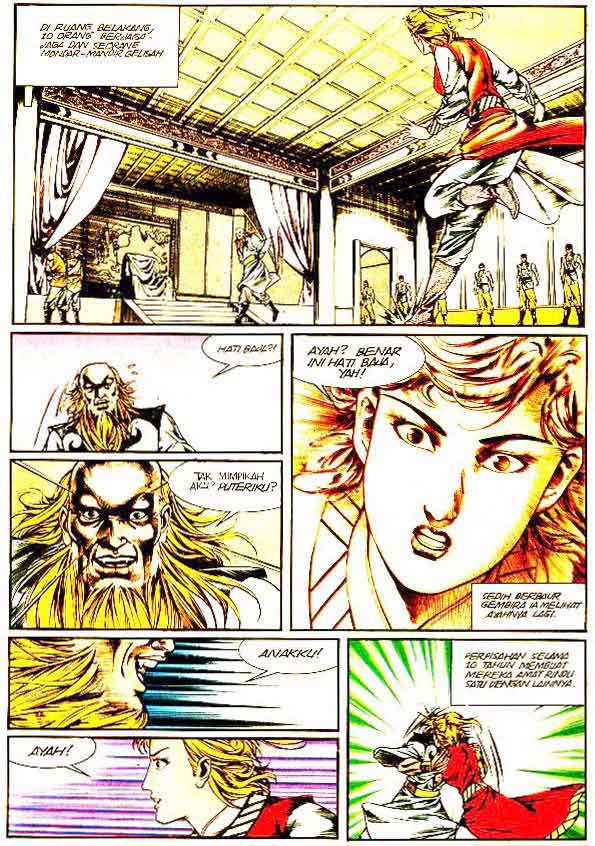 DI RUANG BELAKANG,
10 ORANG BERJAGA-
JAGA DAN SEORANG
MONDAR-MANDIR GELISAH
HATI BAJA?!
AYAH? BENAR
INI HATI BAJA,
YAH!
TAK MIMPIKAH
AKU? PUTERIKU?
SEDIH BERBAUR
GEMBIRA IA MELIHAT
AYAHNYA LAGI.
ANAKKU!
PERPISAHAN SELAMA
10 TAHUN MEMBUAT
MEREKA AMAT RINDU
SATU DENGAN LAINNYA.
AYAH!